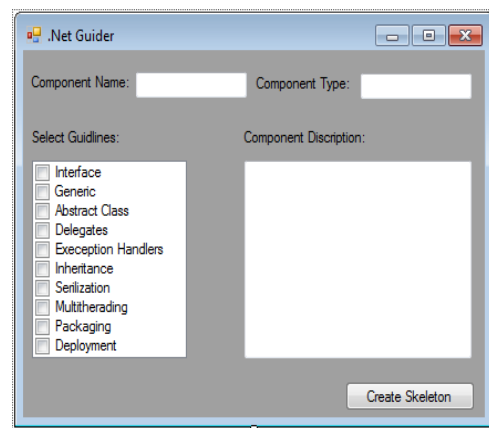 .Net Guider
Component Name:
Component Type:
Select Guidlines:
Component Discription:
Interface
Generic
Abstract Class
Delegates
Exeception Handlers
Inheritance
Serilization
Multitherading
Packaging
Deployment
Create Skeleton